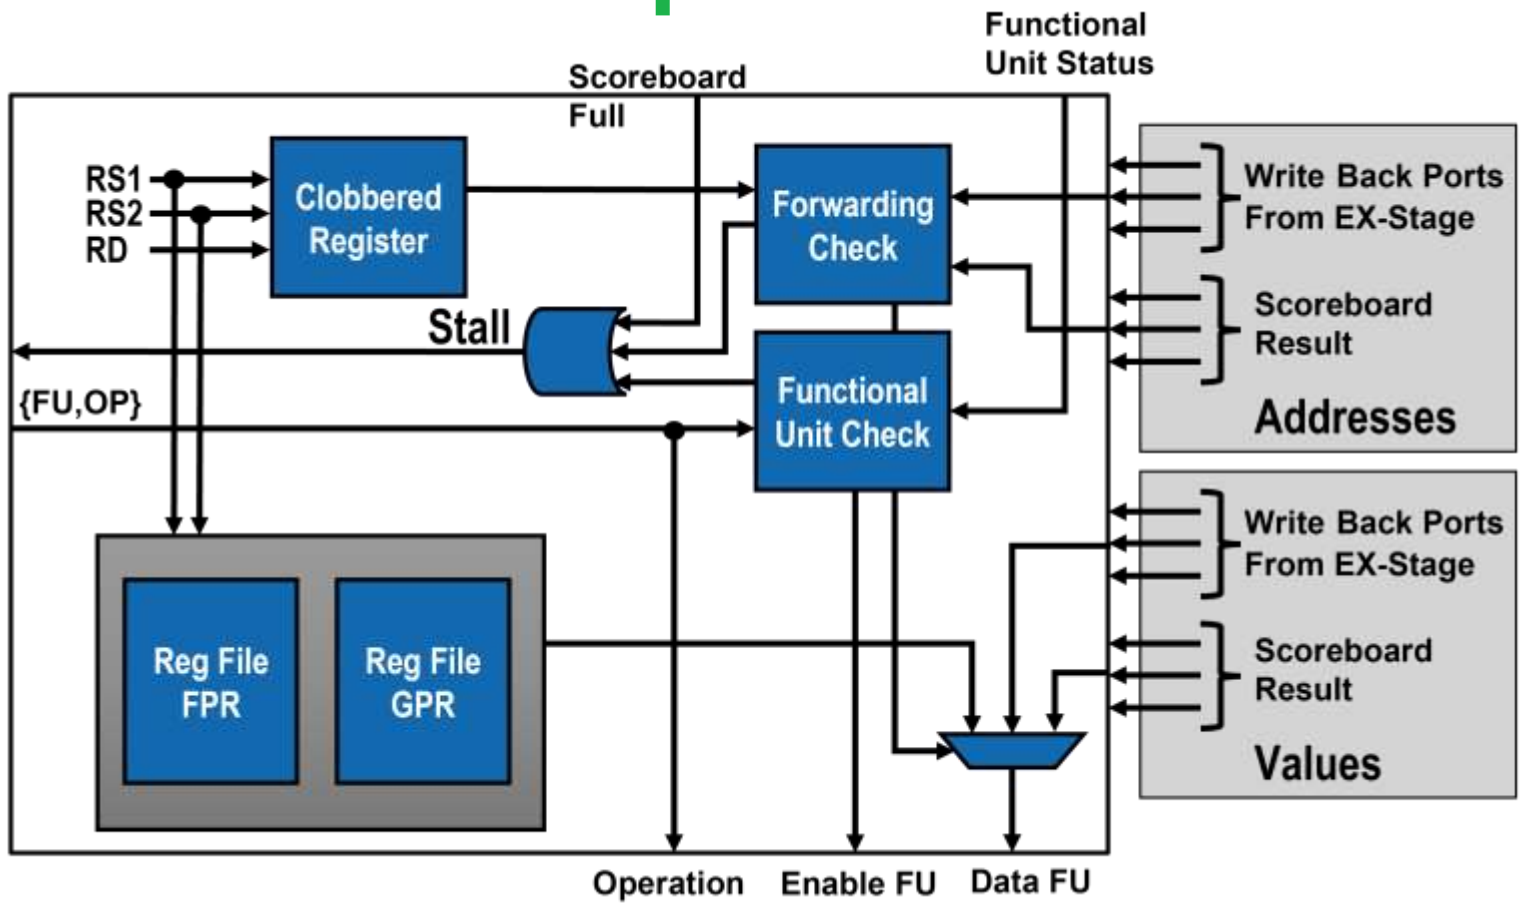 Functional
Unit Status
Scoreboard
Full
RS1
RS2
RD
Clobbered
Register
Forwarding
Check
Write Back Ports
From EX-Stage
Scoreboard
Result
Addresses
Stall
{FU,OP}
Functional
Unit Check
Write Back Ports
From EX-Stage
Scoreboard
Result
Values
Reg File
FPR
Reg File
GPR
Operation
Enable FU
Data FU